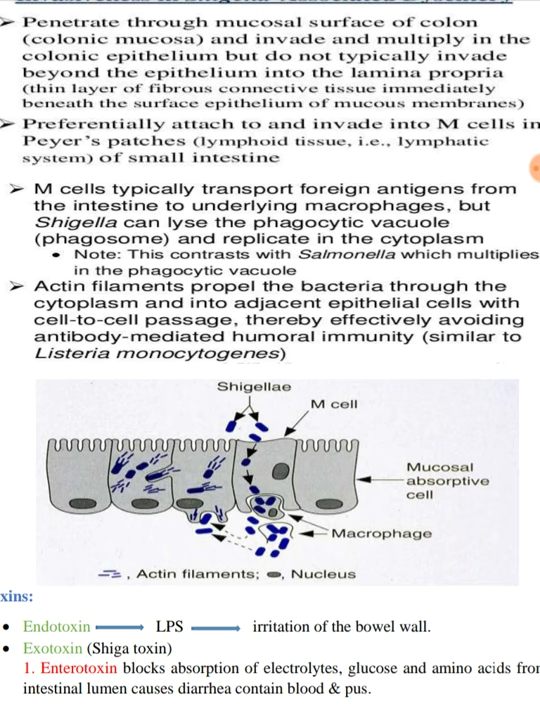 ➢ Penetrate through mucosal surface of colon
(colonic mucosa) and invade and multiply in the
colonic epithelium but do not typically invade
beyond the epithelium into the lamina propria
(thin layer of fibrous connective tissue immediately
beneath the surface epithelium of mucous membranes)
➢ Preferentially attach to and invade into M cells in
Peyer's patches (lymphoid tissue, i.e., lymphatic
system) of small intestine
➢ M cells typically transport foreign antigens from
the intestine to underlying macrophages, but
Shigella can lyse the phagocytic vacuole
(phagosome) and replicate in the cytoplasm
• Note: This contrasts with Salmonella which multiplies
in the phagocytic vacuole
➢ Actin filaments propel the bacteria through the
cytoplasm and into adjacent epithelial cells with
cell-to-cell passage, thereby effectively avoiding
antibody-mediated humoral immunity (similar to
Listeria monocytogenes)
Shigellae
M cell
Mucosal
absorptive
cell
Macrophage
, Actin filaments; , Nucleus
xins:
• Endotoxin → LPS → irritation of the bowel wall.
• Exotoxin (Shiga toxin)
1. Enterotoxin blocks absorption of electrolytes, glucose and amino acids from
intestinal lumen causes diarrhea contain blood & pus.